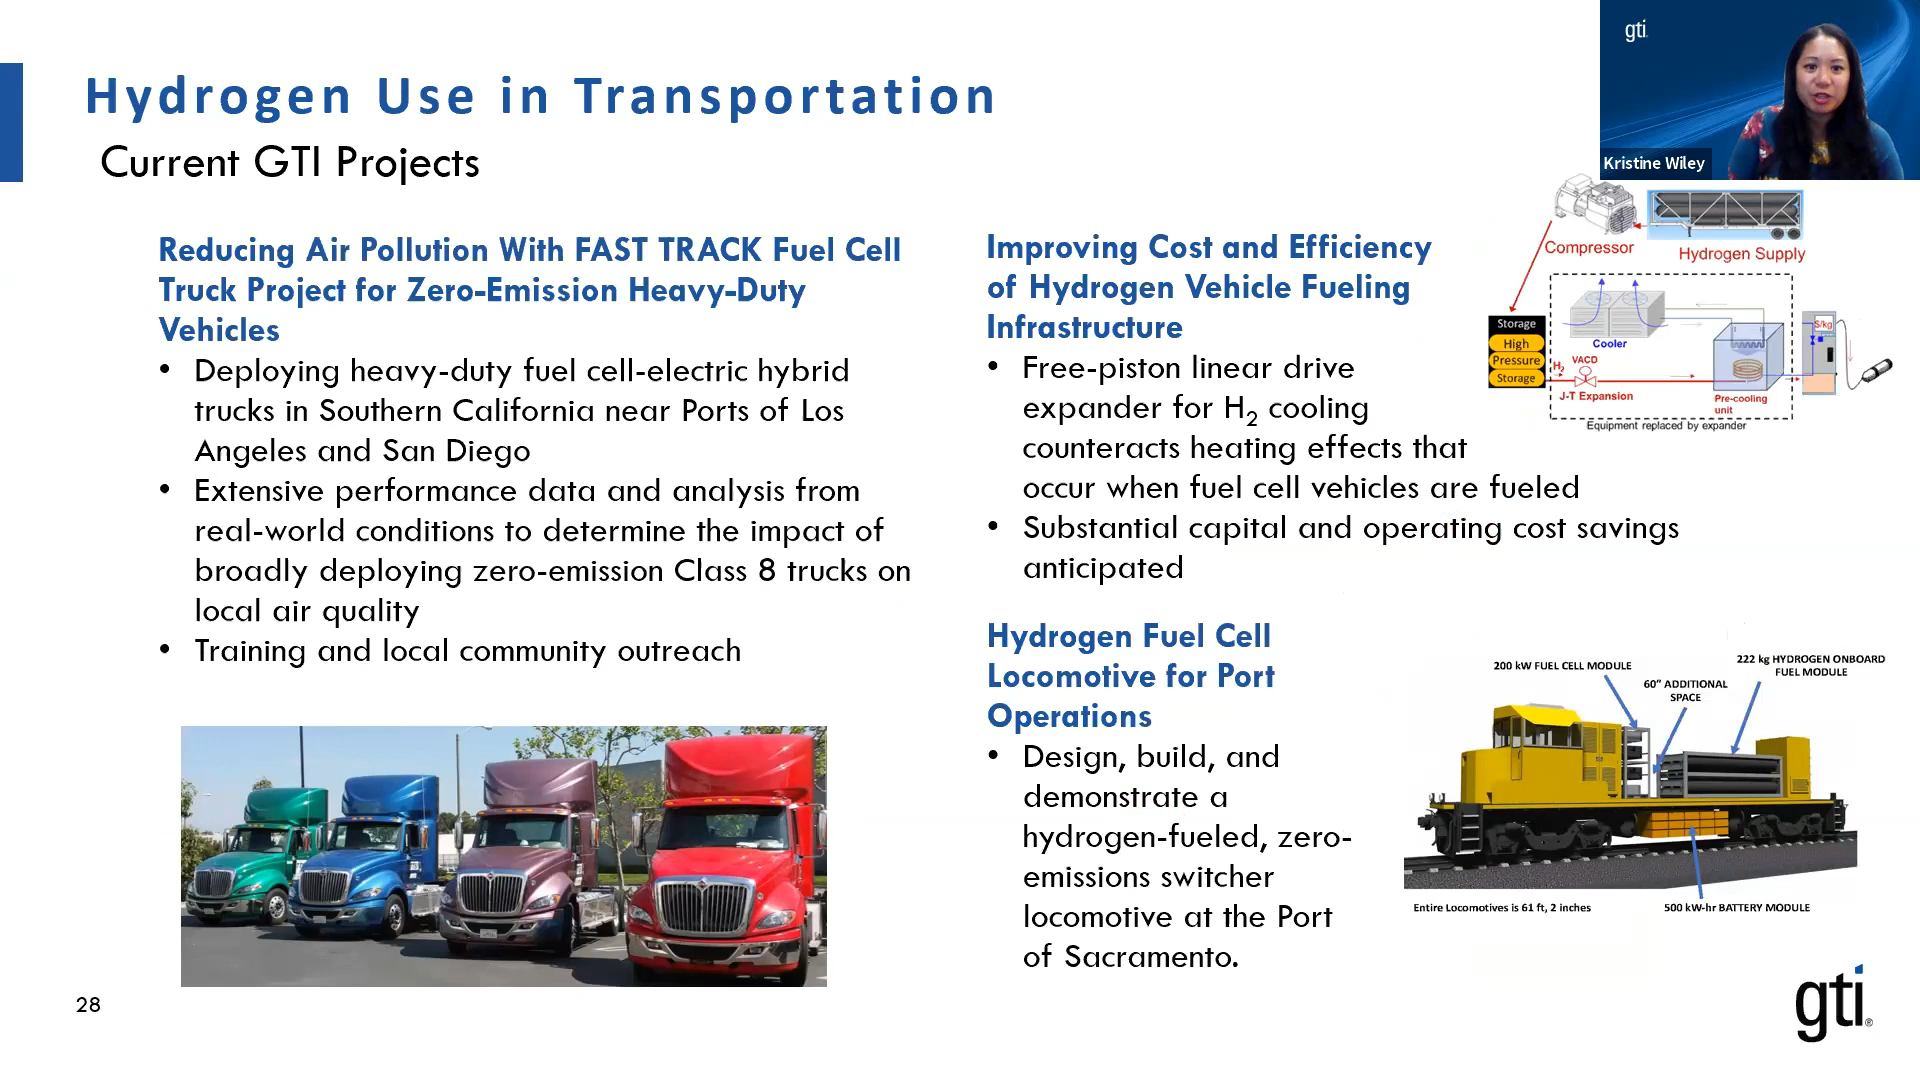 Hydrogen Use in Transportation
Current GTI Projects
gti
Kristine Wiley
Reducing Air Pollution With FAST TRACK Fuel Cell
Truck Project for Zero-Emission Heavy-Duty
Vehicles
• Deploying heavy-duty fuel cell-electric hybrid
trucks in Southern California near Ports of Los
Angeles and San Diego
• Extensive performance data and analysis from
real-world conditions to determine the impact of
broadly deploying zero-emission Class 8 trucks on
local air quality
• Training and local community outreach
Improving Cost and Efficiency
of Hydrogen Vehicle Fueling
Infrastructure
• Free-piston linear drive
expander for H2 cooling
counteracts heating effects that
occur when fuel cell vehicles are fueled
• Substantial capital and operating cost savings
anticipated
Compressor
Hydrogen Supply
Storage
High
Pressure
Storage
Cooler
$/kg
H2
VACD
J-T Expansion
Pre-cooling
unit
Equipment replaced by expander
Hydrogen Fuel Cell
Locomotive for Port
Operations
• Design, build, and
demonstrate a
hydrogen-fueled, zero-
emissions switcher
locomotive at the Port
of Sacramento.
200 kW FUEL CELL MODULE
222 kg HYDROGEN ONBOARD
FUEL MODULE
60” ADDITIONAL
SPACE
Entire Locomotives is 61 ft, 2 inches
500 kW-hr BATTERY MODULE
28
gti®